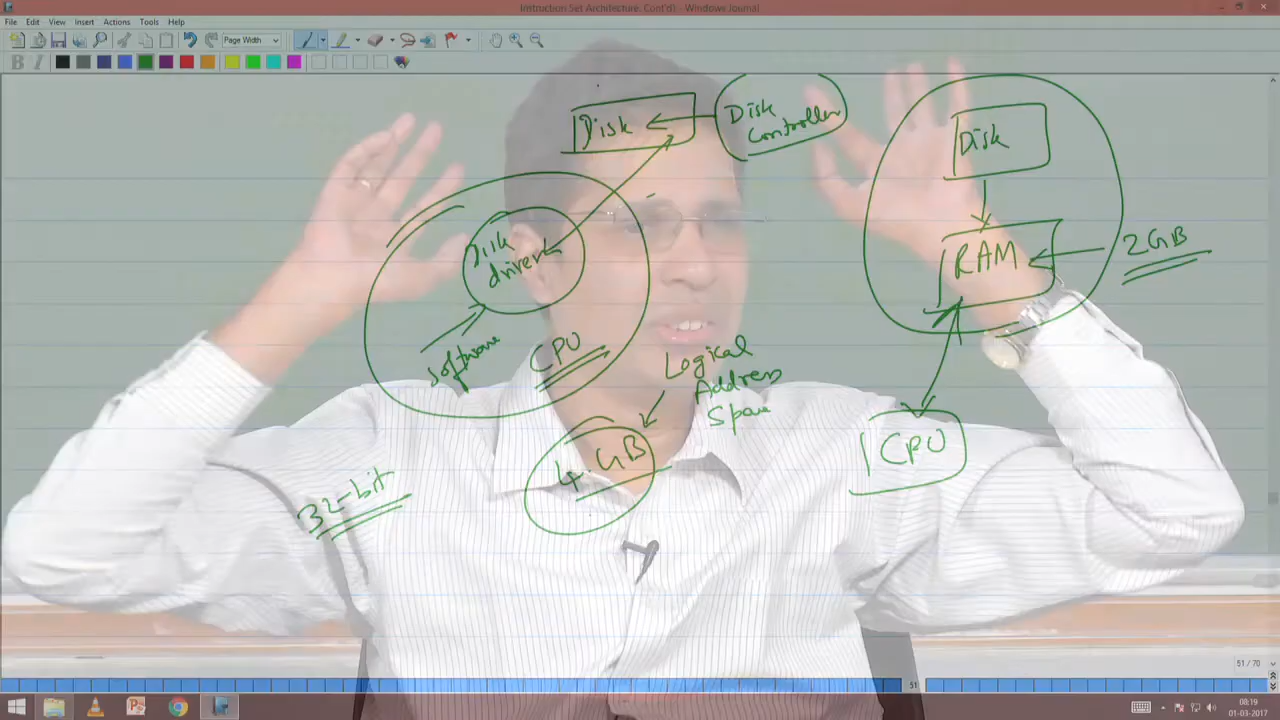 Instruction Set Architecture. Cont'd) - Windows Journal
File Edit View Insert Actions Tools Help
Page Width
B I
Disk
Disk
Controller
Disk
Disk
driver
RAM
2GB
Software
CPU
Logical
Address
Space
4 GB
CPU
32-bit
51 / 70
51
08:19
01-03-2017